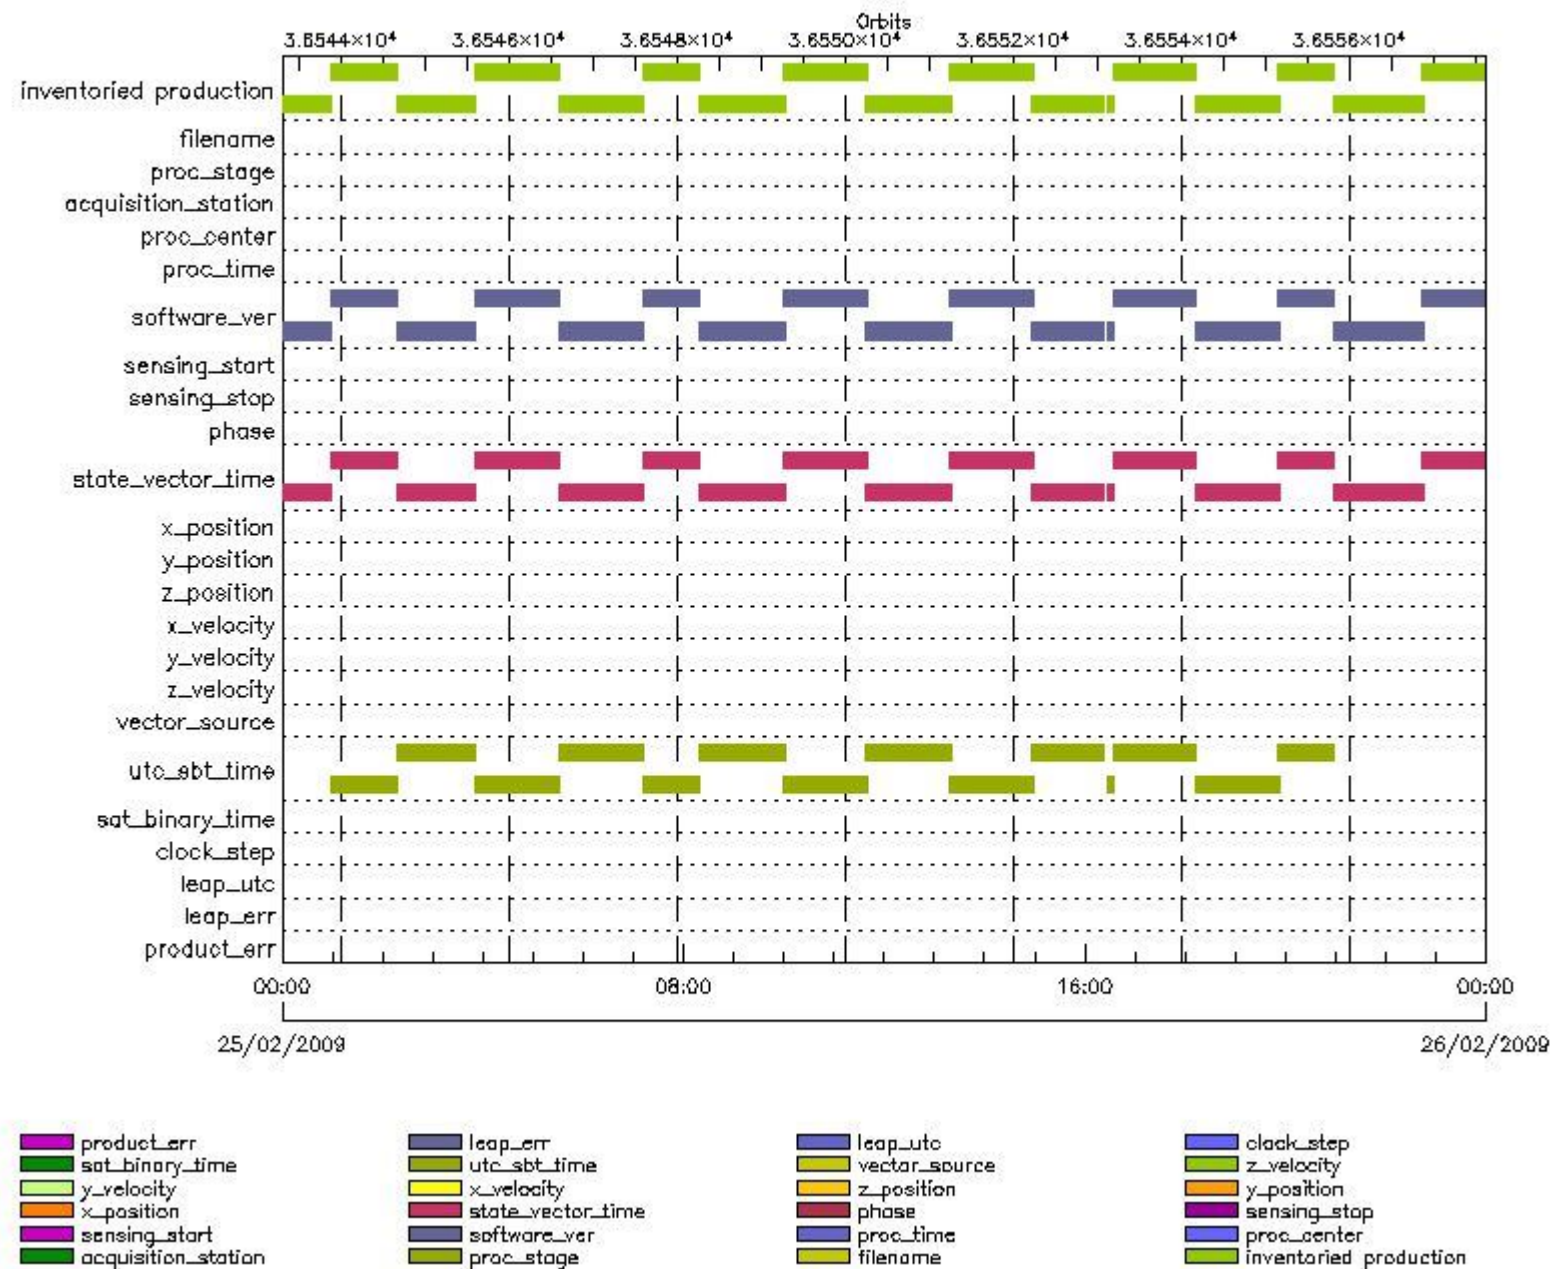 Orbits
3.6544×10⁴ 3.6546×10⁴ 3.6548×10⁴ 3.6550×10⁴ 3.6552×10⁴ 3.6554×10⁴ 3.6556×10⁴
inventoried production
filename
proc_stage
acquisition_station
proc_center
proc_time
software_ver
sensing_start
sensing_stop
phase
state_vector_time
x_position
y_position
z_position
x_velocity
y_velocity
z_velocity
vector_source
utc_sbt_time
sat_binary_time
clock_step
leap_utc
leap_err
product_err
00:00 08:00 16:00 00:00
25/02/2009 26/02/2009
product_err leap_err leap_utc clock_step
sat_binary_time utc_sbt_time vector_source z_velocity
y_velocity x_velocity z_position y_position
x_position state_vector_time phase sensing_stop
sensing_start software_ver proc_time proc_center
acquisition_station proc_stage filename inventoried production